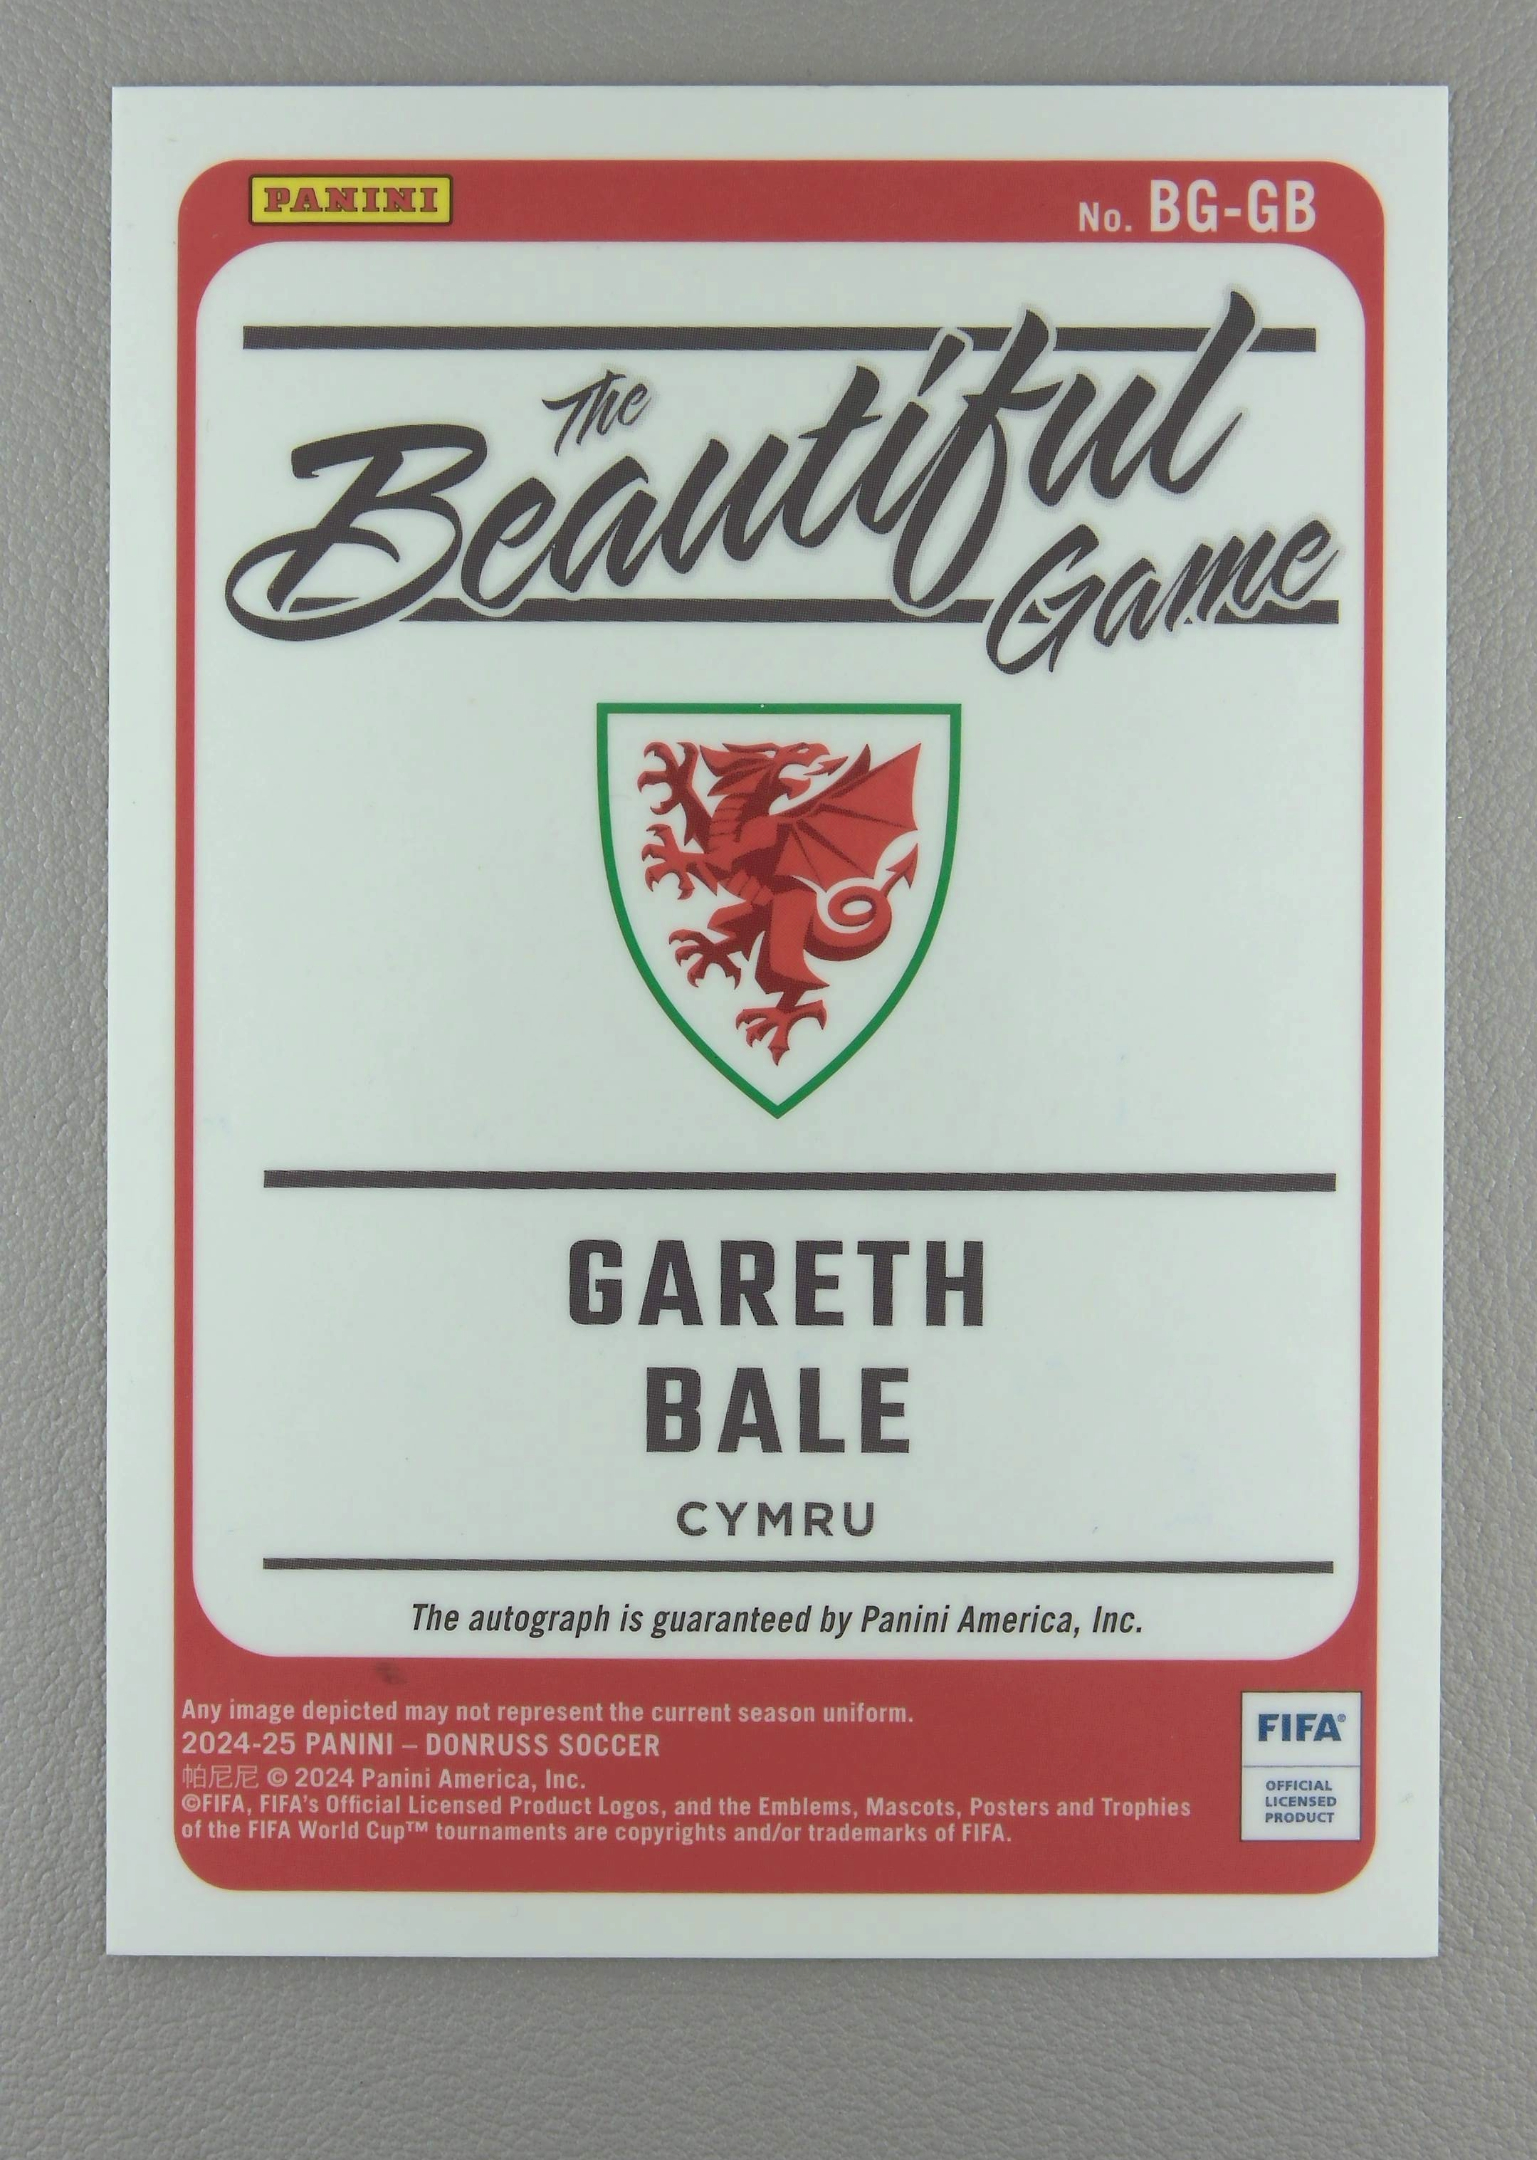 PANINI
No. BG-GB
The
Beautiful
Game
GARETH
BALE
CYMRU
The autograph is guaranteed by Panini America, Inc.
Any image depicted may not represent the current season uniform.
2024-25 PANINI – DONRUSS SOCCER
帕尼尼 © 2024 Panini America, Inc.
©FIFA, FIFA's Official Licensed Product Logos, and the Emblems, Mascots, Posters and Trophies
of the FIFA World Cup™ tournaments are copyrights and/or trademarks of FIFA.
FIFA®
OFFICIAL
LICENSED
PRODUCT